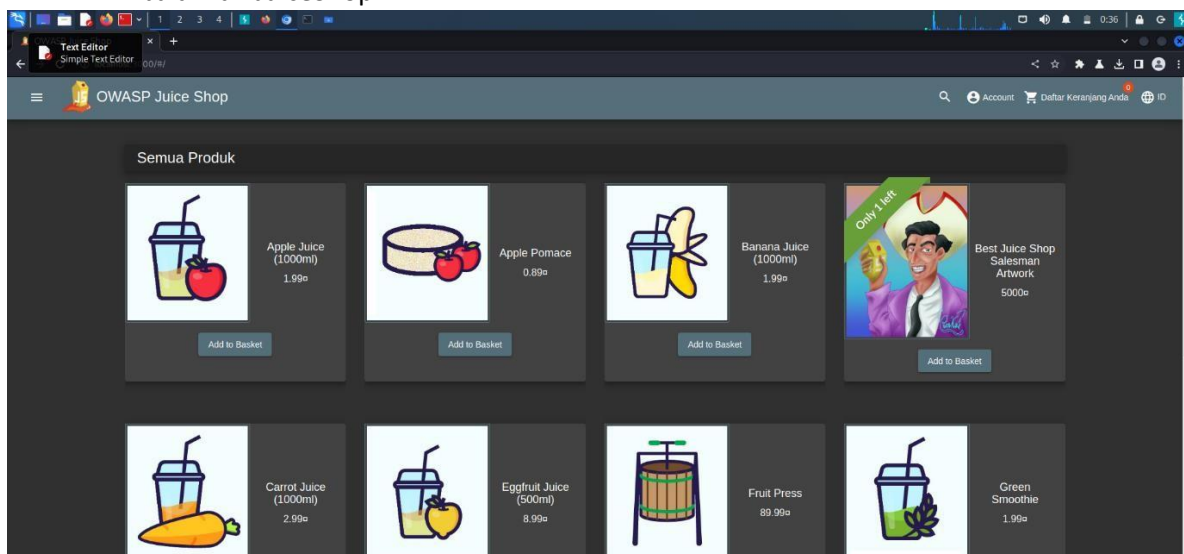 1 2 3 4
0:36
Text Editor
Simple Text Editor
00/#/
OWASP Juice Shop
Account
0
Daftar Keranjang Anda
ID
Semua Produk
Apple Juice
(1000ml)
1.99¤
Add to Basket
Apple Pomace
0.89¤
Add to Basket
Banana Juice
(1000ml)
1.99¤
Add to Basket
Only 1 left
Best Juice Shop
Salesman
Artwork
5000¤
Add to Basket
Carrot Juice
(1000ml)
2.99¤
Eggfruit Juice
(500ml)
8.99¤
Fruit Press
89.99¤
Green
Smoothie
1.99¤